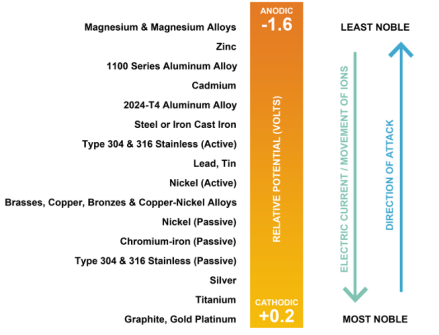 ANODIC
-1.6
Magnesium & Magnesium Alloys
LEAST NOBLE
Zinc
1100 Series Aluminum Alloy
Cadmium
2024-T4 Aluminum Alloy
Steel or Iron Cast Iron
Type 304 & 316 Stainless (Active)
Lead, Tin
Nickel (Active)
Brasses, Copper, Bronzes & Copper-Nickel Alloys
Nickel (Passive)
Chromium-iron (Passive)
Type 304 & 316 Stainless (Passive)
Silver
Titanium
Graphite, Gold Platinum
RELATIVE POTENTIAL (VOLTS)
ELECTRIC CURRENT / MOVEMENT OF IONS
DIRECTION OF ATTACK
CATHODIC
+0.2
MOST NOBLE